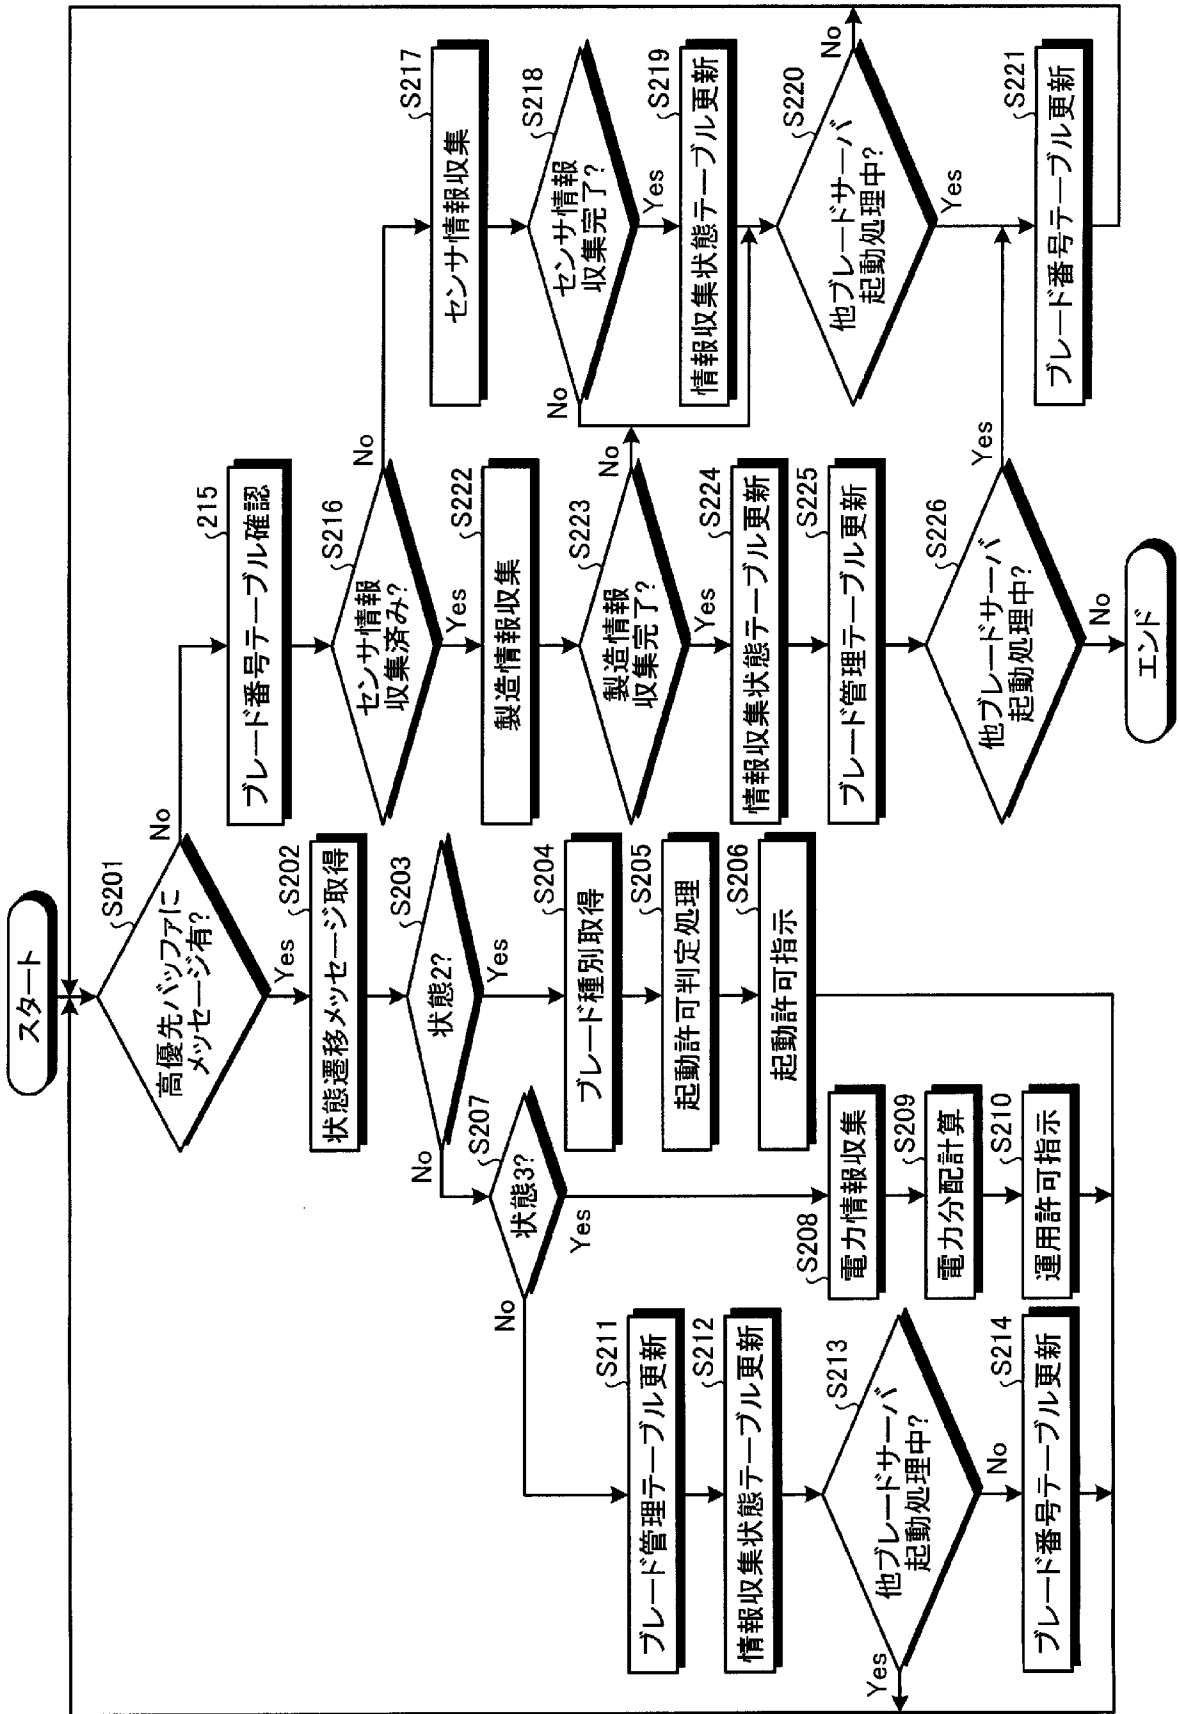 スタート
S201
高優先バッファに
メッセージ有?
No
Yes
S202
状態遷移メッセージ取得
S203
状態2?
No
Yes
S204
ブレード種別取得
S205
起動許可判定処理
S206
起動許可指示
S207
状態3?
No
Yes
S208
電力情報収集
S209
電力分配計算
S210
運用許可指示
S211
ブレード管理テーブル更新
S212
情報収集状態テーブル更新
S213
他ブレードサーバ
起動処理中?
Yes
No
S214
ブレード番号テーブル更新
215
ブレード番号テーブル確認
S216
センサ情報
収集済み?
No
Yes
S217
センサ情報収集
S218
センサ情報
収集完了?
No
Yes
S219
情報収集状態テーブル更新
S220
他ブレードサーバ
起動処理中?
No
Yes
S221
ブレード番号テーブル更新
S222
製造情報収集
S223
製造情報
収集完了?
No
Yes
S224
情報収集状態テーブル更新
S225
ブレード管理テーブル更新
S226
他ブレードサーバ
起動処理中?
Yes
No
エンド